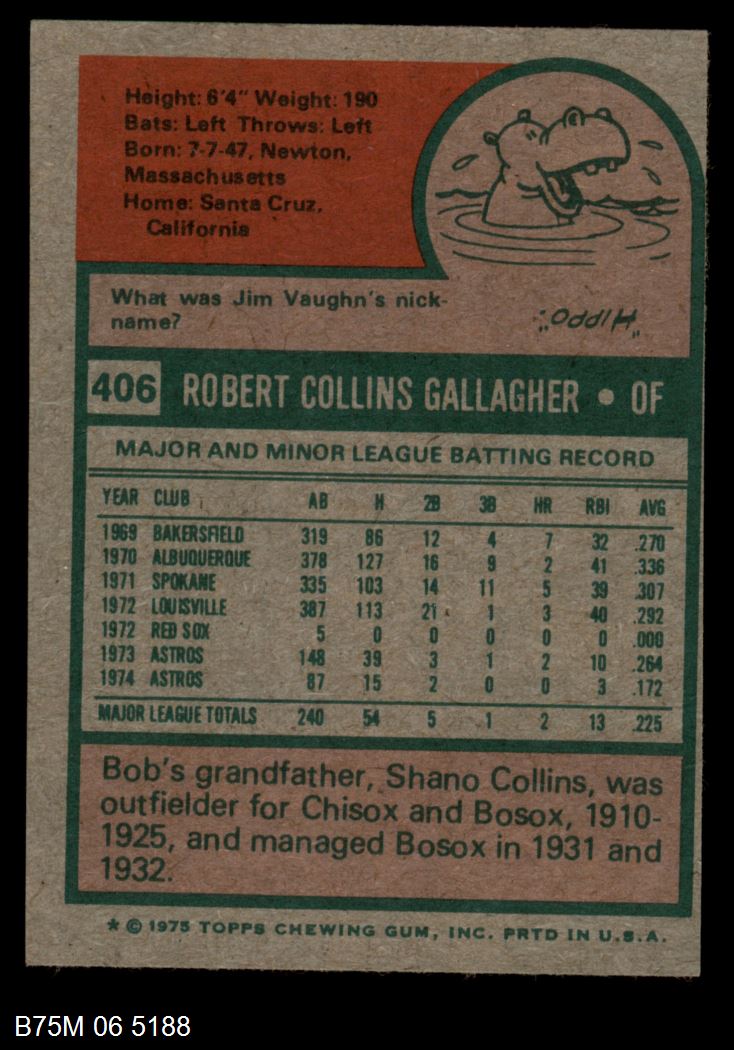 Height: 6'4" Weight: 190
Bats: Left Throws: Left
Born: 7-7-47, Newton,
Massachusetts
Home: Santa Cruz,
California
What was Jim Vaughn's nick-
name?
"Hippo."
406 ROBERT COLLINS GALLAGHER • OF
MAJOR AND MINOR LEAGUE BATTING RECORD
YEAR CLUB AB H 2B 3B HR RBI AVG
1969 BAKERSFIELD 319 86 12 4 7 32 .270
1970 ALBUQUERQUE 378 127 16 9 2 41 .336
1971 SPOKANE 335 103 14 11 5 39 .307
1972 LOUISVILLE 387 113 21 1 3 40 .292
1972 RED SOX 5 0 0 0 0 0 .000
1973 ASTROS 148 39 3 1 2 10 .264
1974 ASTROS 87 15 2 0 0 3 .172
MAJOR LEAGUE TOTALS 240 54 5 1 2 13 .225
Bob's grandfather, Shano Collins, was
outfielder for Chisox and Bosox, 1910-
1925, and managed Bosox in 1931 and
1932.
* © 1975 TOPPS CHEWING GUM, INC. PRTD IN U.S.A.
B75M 06 5188